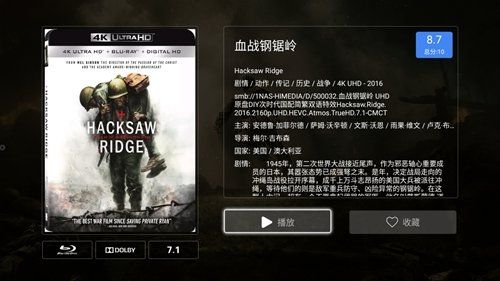 4K ULTRA HD
4K ULTRA HD + BLU-RAY + DIGITAL HD
HACKSAW
RIDGE
"THE BEST WAR FILM SINCE SAVING PRIVATE RYAN."
Blu-ray
DOLBY
7.1
血战钢锯岭
8.7
总分:10
Hacksaw Ridge
剧情 / 动作 / 传记 / 历史 / 战争 / 4K UHD - 2016
smb://1NAS-HIMEDIA/D/500032.血战钢锯岭 UHD
原盘DIY次时代国配简繁双语特效Hacksaw.Ridge.
2016.2160p.UHD.HEVC.Atmos.TrueHD.7.1-CMCT
主演: 安德鲁·加菲尔德 / 萨姆·沃辛顿 / 文斯·沃恩 / 雨果·维文 / 卢克·布…
导演: 梅尔·吉布森
国家: 美国 / 澳大利亚
剧情: 1945年，第二次世界大战接近尾声，作为邪恶轴心重要成
员的日本，其嚣张态势已成强弩之末。是年，决定战局走向的
冲绳岛战役拉开序幕，成千上万斗志昂扬的美国大兵被派往冲
绳，等待他们的则是敌军重兵防守、凶险异常的钢锯岭。在这
播放
收藏